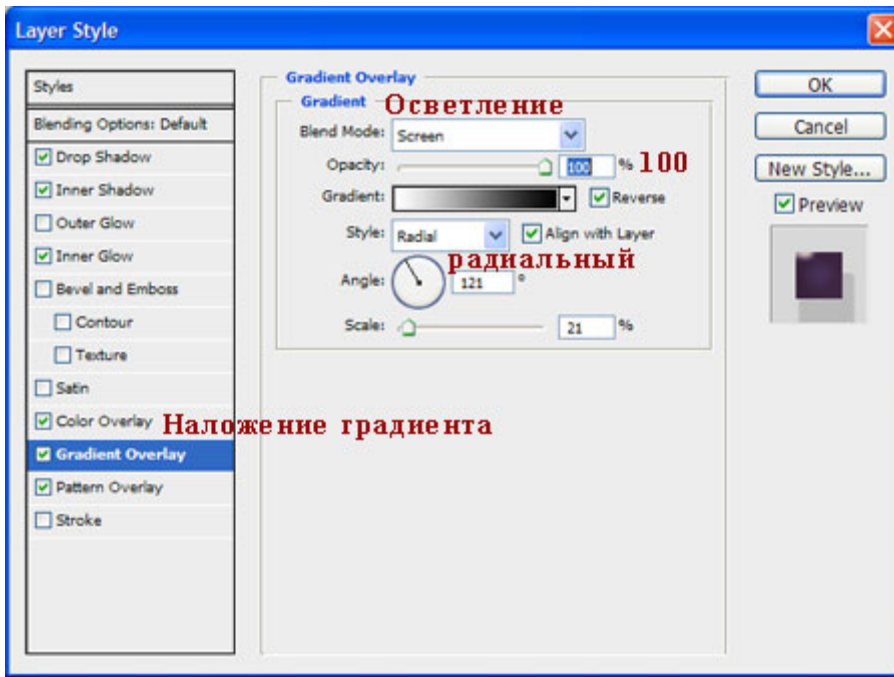 Layer Style
Styles
Blending Options: Default
Drop Shadow
Inner Shadow
Outer Glow
Inner Glow
Bevel and Emboss
Contour
Texture
Satin
Color Overlay
Наложение градиента
Gradient Overlay
Pattern Overlay
Stroke
Gradient Overlay
Gradient
Осветление
Blend Mode: Screen
Opacity: 100 % 100
Gradient: Reverse
Style: Radial Align with Layer
радиальный
Angle: 121 °
Scale: 21 %
OK
Cancel
New Style...
Preview